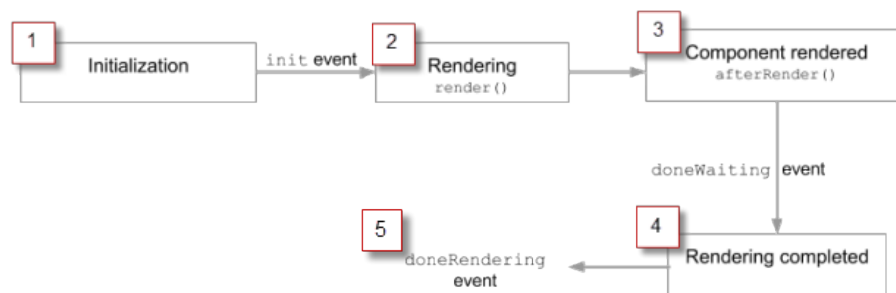 1
Initialization
init event
2
Rendering
render()
3
Component rendered
afterRender()
doneWaiting event
4
Rendering completed
5
doneRendering
event